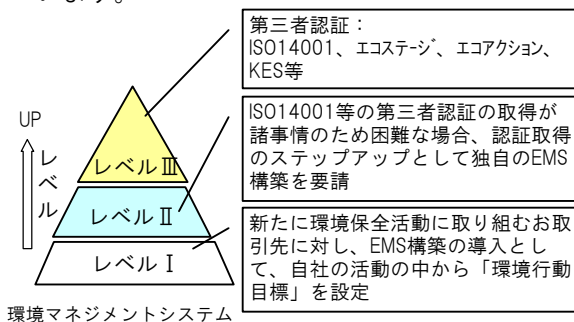 第三者認証：
ISO14001、エコステｰジ、エコアクション、
KES等
ISO14001等の第三者認証の取得が
諸事情のため困難な場合、認証取得
のステップアップとして独自のEMS
構築を要請
新たに環境保全活動に取り組むお取
引先に対し、EMS構築の導入とし
て、自社の活動の中から「環境行動
目標」を設定
UP
レベル
レベルⅢ
レベルⅡ
レベルⅠ
環境マネジメントシステム